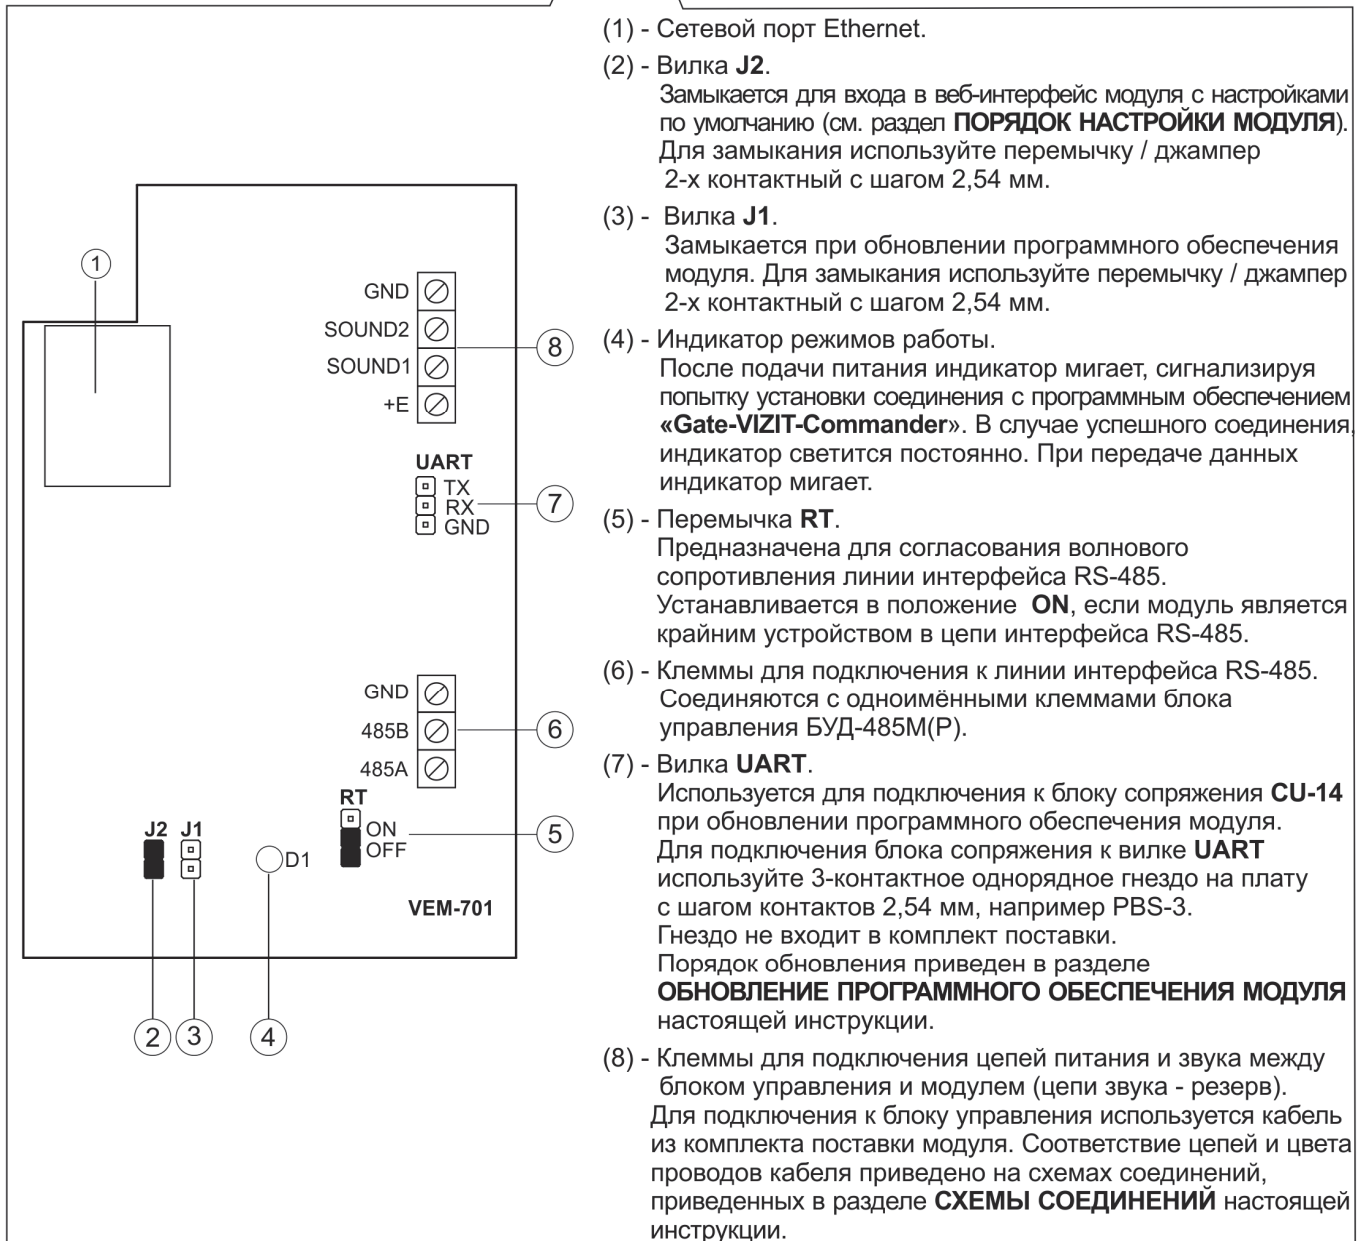 (1) - Сетевой порт Ethernet.
(2) - Вилка J2.
Замыкается для входа в веб-интерфейс модуля с настройками
по умолчанию (см. раздел ПОРЯДОК НАСТРОЙКИ МОДУЛЯ).
Для замыкания используйте перемычку / джампер
2-х контактный с шагом 2,54 мм.
(3) - Вилка J1.
Замыкается при обновлении программного обеспечения
модуля. Для замыкания используйте перемычку / джампер
2-х контактный с шагом 2,54 мм.
(4) - Индикатор режимов работы.
После подачи питания индикатор мигает, сигнализируя
попытку установки соединения с программным обеспечением
«Gate-VIZIT-Commander». В случае успешного соединения,
индикатор светится постоянно. При передаче данных
индикатор мигает.
(5) - Перемычка RT.
Предназначена для согласования волнового
сопротивления линии интерфейса RS-485.
Устанавливается в положение ON, если модуль является
крайним устройством в цепи интерфейса RS-485.
(6) - Клеммы для подключения к линии интерфейса RS-485.
Соединяются с одноимёнными клеммами блока
управления БУД-485М(Р).
(7) - Вилка UART.
Используется для подключения к блоку сопряжения CU-14
при обновлении программного обеспечения модуля.
Для подключения блока сопряжения к вилке UART
используйте 3-контактное однорядное гнездо на плату
с шагом контактов 2,54 мм, например PBS-3.
Гнездо не входит в комплект поставки.
Порядок обновления приведен в разделе
ОБНОВЛЕНИЕ ПРОГРАММНОГО ОБЕСПЕЧЕНИЯ МОДУЛЯ
настоящей инструкции.
(8) - Клеммы для подключения цепей питания и звука между
блоком управления и модулем (цепи звука - резерв).
Для подключения к блоку управления используется кабель
из комплекта поставки модуля. Соответствие цепей и цвета
проводов кабеля приведено на схемах соединений,
приведенных в разделе СХЕМЫ СОЕДИНЕНИЙ настоящей
инструкции.
1
GND
SOUND2
SOUND1
+E
8
UART
TX
RX
GND
7
GND
485B
485A
6
RT
ON
OFF
5
J2 J1
D1
VEM-701
2 3 4